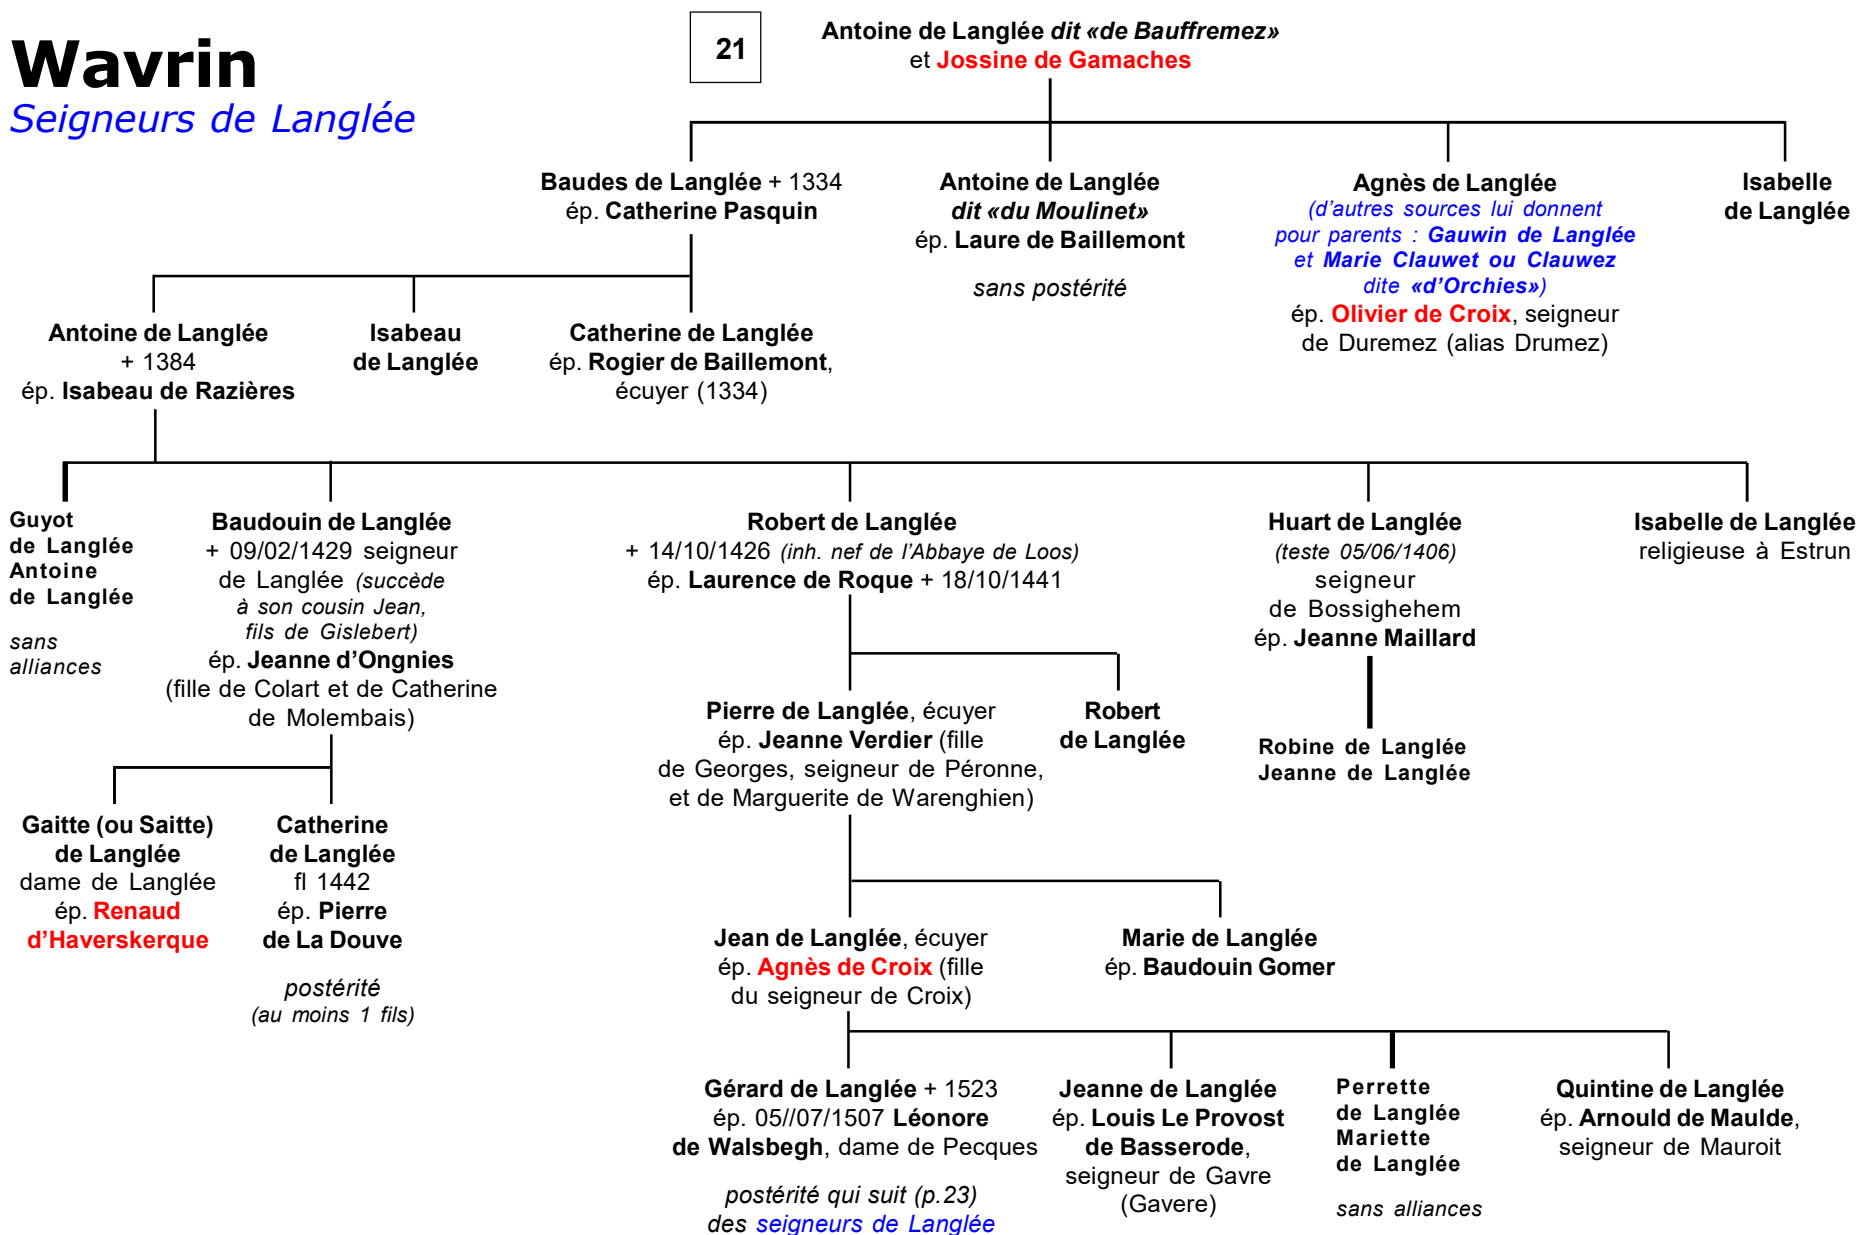 Wavrin
Seigneurs de Langlée
21
Antoine de Langlée dit «de Bauffremez»
et Jossine de Gamaches
Baudes de Langlée + 1334
ép. Catherine Pasquin
Antoine de Langlée
dit «du Moulinet»
ép. Laure de Baillemont
sans postérité
Agnès de Langlée
(d'autres sources lui donnent
pour parents : Gauwin de Langlée
et Marie Clauwet ou Clauwez
dite «d'Orchies»)
ép. Olivier de Croix, seigneur
de Duremez (alias Drumez)
Isabelle
de Langlée
Antoine de Langlée
+ 1384
ép. Isabeau de Razières
Isabeau
de Langlée
Catherine de Langlée
ép. Rogier de Baillemont,
écuyer (1334)
Guyot
de Langlée
Antoine
de Langlée
sans
alliances
Baudouin de Langlée
+ 09/02/1429 seigneur
de Langlée (succède
à son cousin Jean,
fils de Gislebert)
ép. Jeanne d'Ongnies
(fille de Colart et de Catherine
de Molembais)
Robert de Langlée
+ 14/10/1426 (inh. nef de l'Abbaye de Loos)
ép. Laurence de Roque + 18/10/1441
Huart de Langlée
(teste 05/06/1406)
seigneur
de Bossighehem
ép. Jeanne Maillard
Isabelle de Langlée
religieuse à Estrun
Pierre de Langlée, écuyer
ép. Jeanne Verdier (fille
de Georges, seigneur de Péronne,
et de Marguerite de Warenghien)
Robert
de Langlée
Robine de Langlée
Jeanne de Langlée
Gaitte (ou Saitte)
de Langlée
dame de Langlée
ép. Renaud
d'Haverskerque
Catherine
de Langlée
fl 1442
ép. Pierre
de La Douve
postérité
(au moins 1 fils)
Jean de Langlée, écuyer
ép. Agnès de Croix (fille
du seigneur de Croix)
Marie de Langlée
ép. Baudouin Gomer
Gérard de Langlée + 1523
ép. 05//07/1507 Léonore
de Walsbegh, dame de Pecques
postérité qui suit (p.23)
des seigneurs de Langlée
Jeanne de Langlée
ép. Louis Le Provost
de Basserode,
seigneur de Gavre
(Gavere)
Perrette
de Langlée
Mariette
de Langlée
sans alliances
Quintine de Langlée
ép. Arnould de Maulde,
seigneur de Mauroit